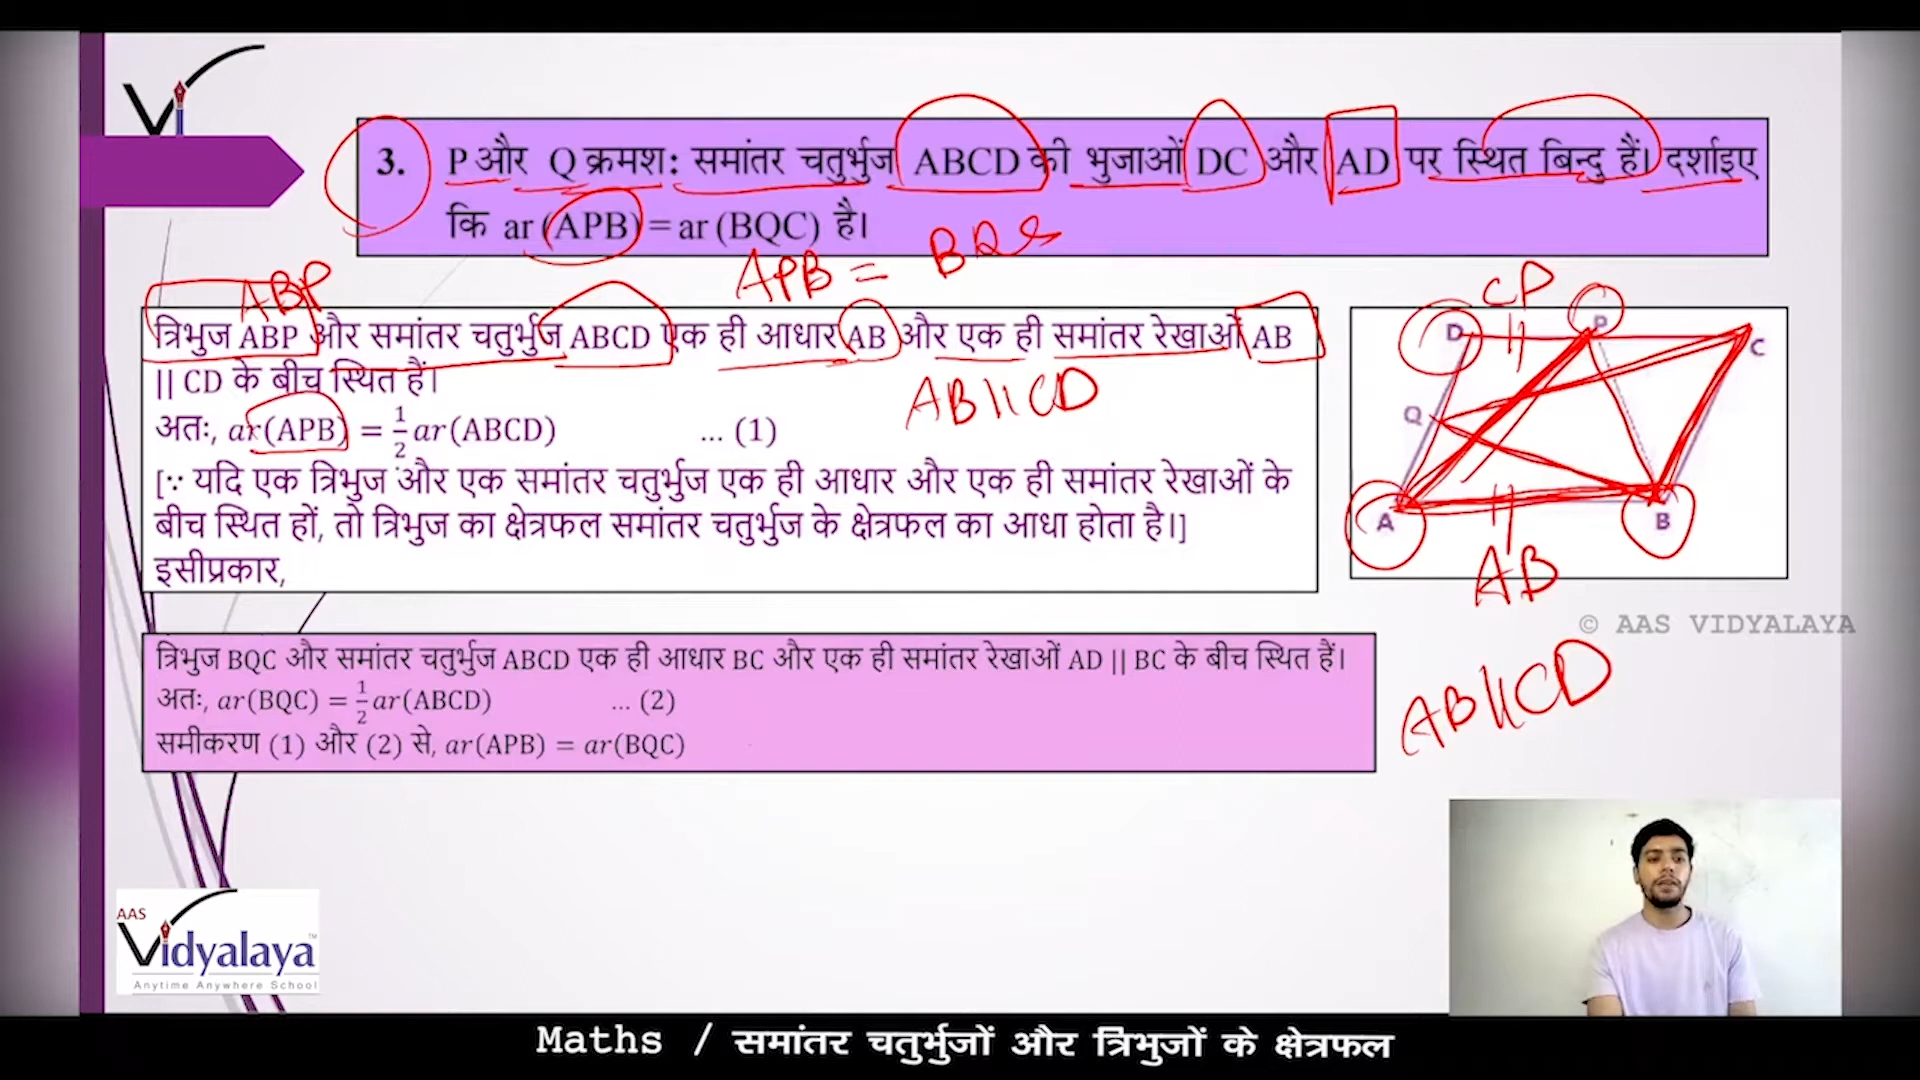 3. P और Q क्रमश: समांतर चतुर्भुज ABCD की भुजाओं DC और AD पर स्थित बिन्दु हैं। दर्शाइए
कि ar (APB) = ar (BQC) है।
APB = BQC
ABP
त्रिभुज ABP और समांतर चतुर्भुज ABCD एक ही आधार AB और एक ही समांतर रेखाओं AB
|| CD के बीच स्थित हैं।
AB || CD
अतः, ar(APB) = 1/2 ar(ABCD) ... (1)
[∵ यदि एक त्रिभुज और एक समांतर चतुर्भुज एक ही आधार और एक ही समांतर रेखाओं के
बीच स्थित हों, तो त्रिभुज का क्षेत्रफल समांतर चतुर्भुज के क्षेत्रफल का आधा होता है।]
इसीप्रकार,
CP
D P C
Q
A B
AB
© AAS VIDYALAYA
त्रिभुज BQC और समांतर चतुर्भुज ABCD एक ही आधार BC और एक ही समांतर रेखाओं AD || BC के बीच स्थित हैं।
अतः, ar(BQC) = 1/2 ar(ABCD) ... (2)
समीकरण (1) और (2) से, ar(APB) = ar(BQC)
AB || CD
AAS
Vidyalaya TM
Anytime Anywhere School
Maths / समांतर चतुर्भुजों और त्रिभुजों के क्षेत्रफल